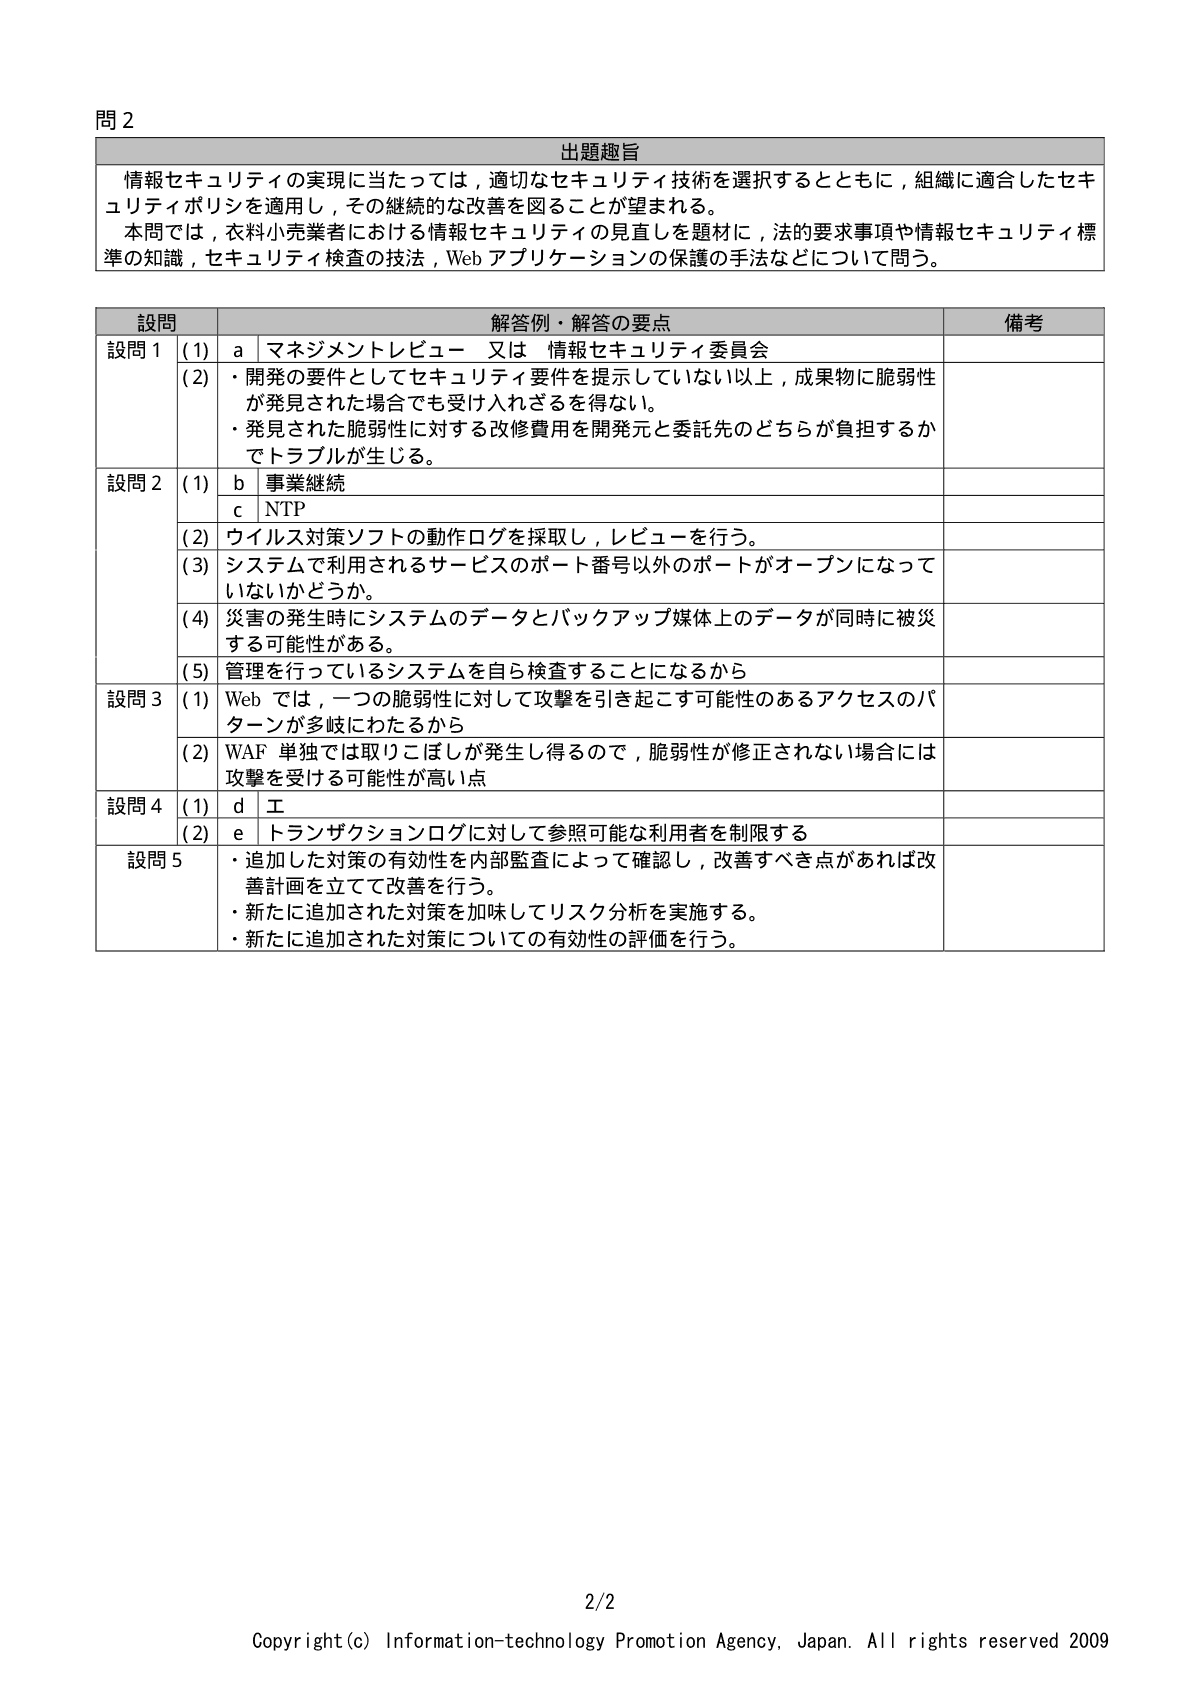 問2
出題趣旨
情報セキュリティの実現に当たっては，適切なセキュリティ技術を選択するとともに，組織に適合したセキ
ュリティポリシを適用し，その継続的な改善を図ることが望まれる。
本問では，衣料小売業者における情報セキュリティの見直しを題材に，法的要求事項や情報セキュリティ標
準の知識，セキュリティ検査の技法，Web アプリケーションの保護の手法などについて問う。
設問 解答例・解答の要点 備考
設問1 (1) a マネジメントレビュー 又は 情報セキュリティ委員会
(2) ・開発の要件としてセキュリティ要件を提示していない以上，成果物に脆弱性
が発見された場合でも受け入れざるを得ない。
・発見された脆弱性に対する改修費用を開発元と委託先のどちらが負担するか
でトラブルが生じる。
設問2 (1) b 事業継続
c NTP
(2) ウイルス対策ソフトの動作ログを採取し，レビューを行う。
(3) システムで利用されるサービスのポート番号以外のポートがオープンになって
いないかどうか。
(4) 災害の発生時にシステムのデータとバックアップ媒体上のデータが同時に被災
する可能性がある。
(5) 管理を行っているシステムを自ら検査することになるから
設問3 (1) Web では，一つの脆弱性に対して攻撃を引き起こす可能性のあるアクセスのパ
ターンが多岐にわたるから
(2) WAF 単独では取りこぼしが発生し得るので，脆弱性が修正されない場合には
攻撃を受ける可能性が高い点
設問4 (1) d エ
(2) e トランザクションログに対して参照可能な利用者を制限する
設問5 ・追加した対策の有効性を内部監査によって確認し，改善すべき点があれば改
善計画を立てて改善を行う。
・新たに追加された対策を加味してリスク分析を実施する。
・新たに追加された対策についての有効性の評価を行う。
2/2
Copyright(c) Information-technology Promotion Agency, Japan. All rights reserved 2009